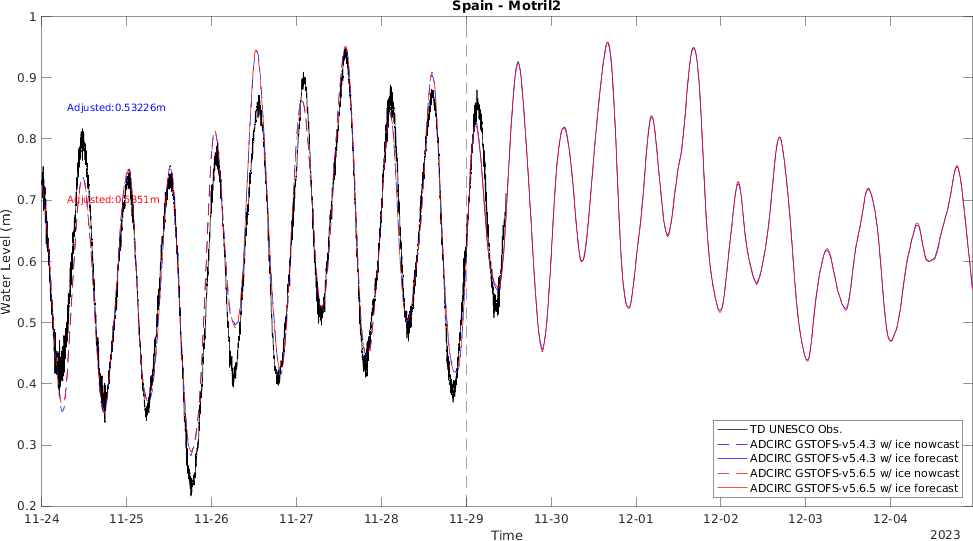 Spain - Motril2
1
0.9
0.8
0.7
0.6
0.5
0.4
0.3
0.2
Water Level (m)
Adjusted:0.53226m
Adjusted:0.5351m
11-24
11-25
11-26
11-27
11-28
11-29
11-30
12-01
12-02
12-03
12-04
Time
2023
TD UNESCO Obs.
ADCIRC GSTOFS-v5.4.3 w/ ice nowcast
ADCIRC GSTOFS-v5.4.3 w/ ice forecast
ADCIRC GSTOFS-v5.6.5 w/ ice nowcast
ADCIRC GSTOFS-v5.6.5 w/ ice forecast